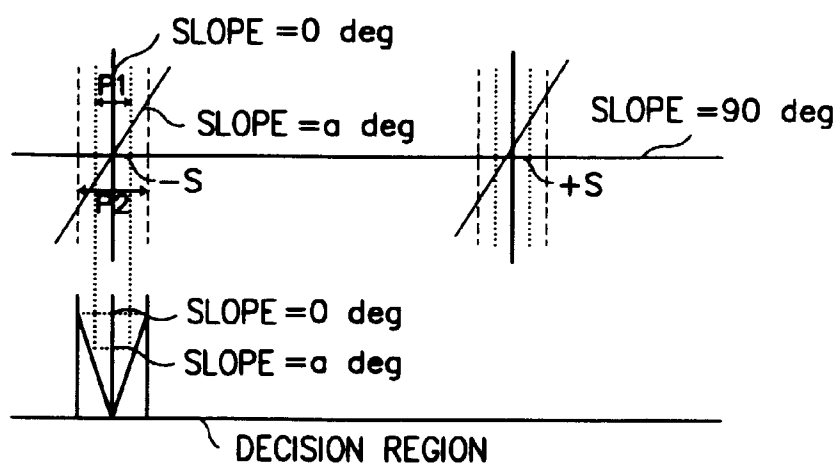 SLOPE = 0 deg
P1
SLOPE = a deg
SLOPE = 90 deg
-S
+S
P2
SLOPE = 0 deg
SLOPE = a deg
DECISION REGION